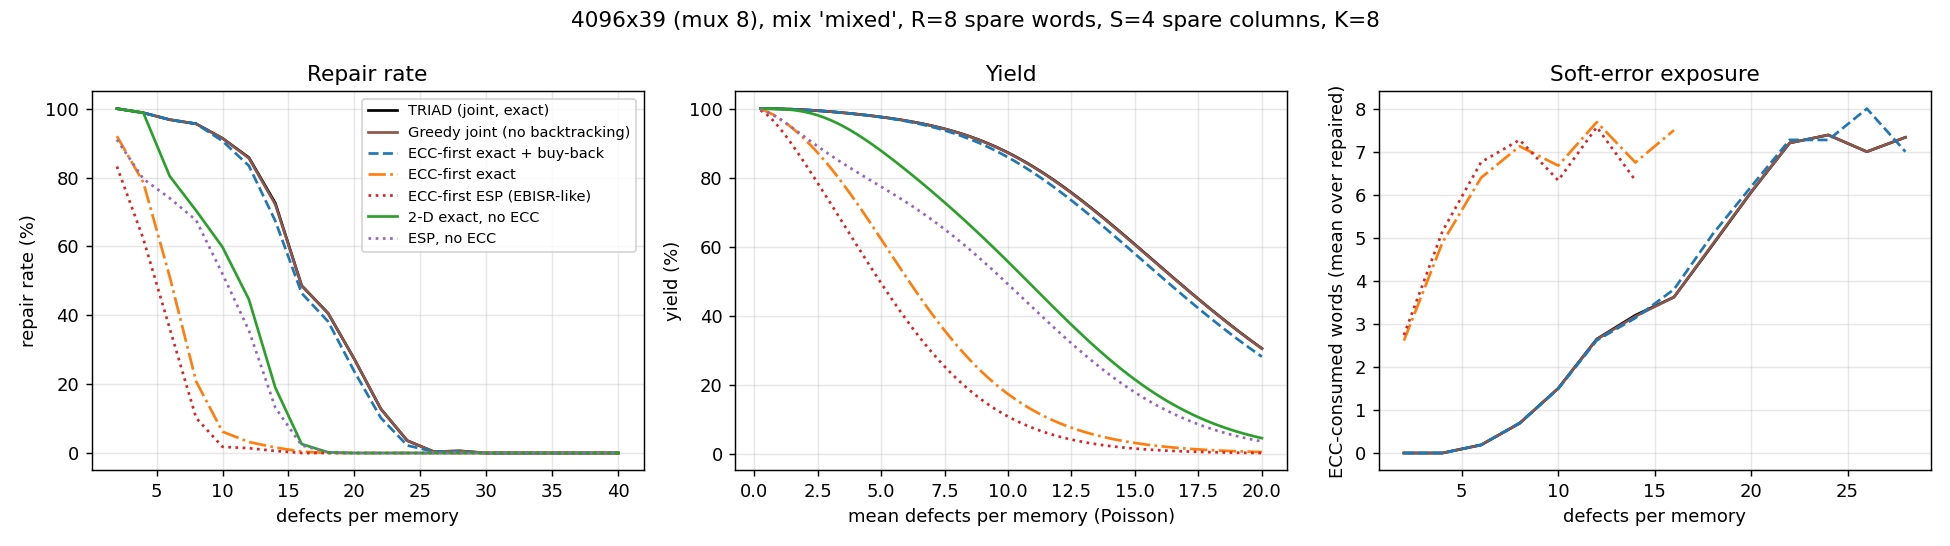 4096x39 (mux 8), mix 'mixed', R=8 spare words, S=4 spare columns, K=8
Repair rate
repair rate (%)
100
80
60
40
20
0
5
10
15
20
25
30
35
40
defects per memory
TRIAD (joint, exact)
Greedy joint (no backtracking)
ECC-first exact + buy-back
ECC-first exact
ECC-first ESP (EBISR-like)
2-D exact, no ECC
ESP, no ECC
Yield
yield (%)
100
80
60
40
20
0
0.0
2.5
5.0
7.5
10.0
12.5
15.0
17.5
20.0
mean defects per memory (Poisson)
Soft-error exposure
ECC-consumed words (mean over repaired)
8
7
6
5
4
3
2
1
0
5
10
15
20
25
defects per memory